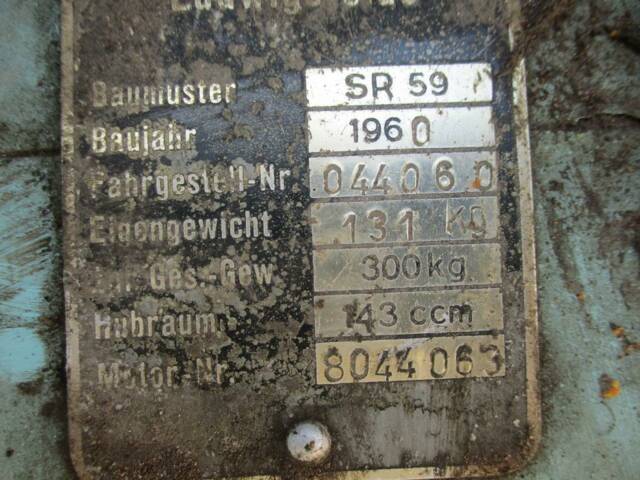 Baumuster SR 59
Baujahr 1960
Fahrgestell-Nr 044060
Eigengewicht 131 kg
Ges.-Gew 300kg
Hubraum 143 ccm
Motor-Nr. 8044063